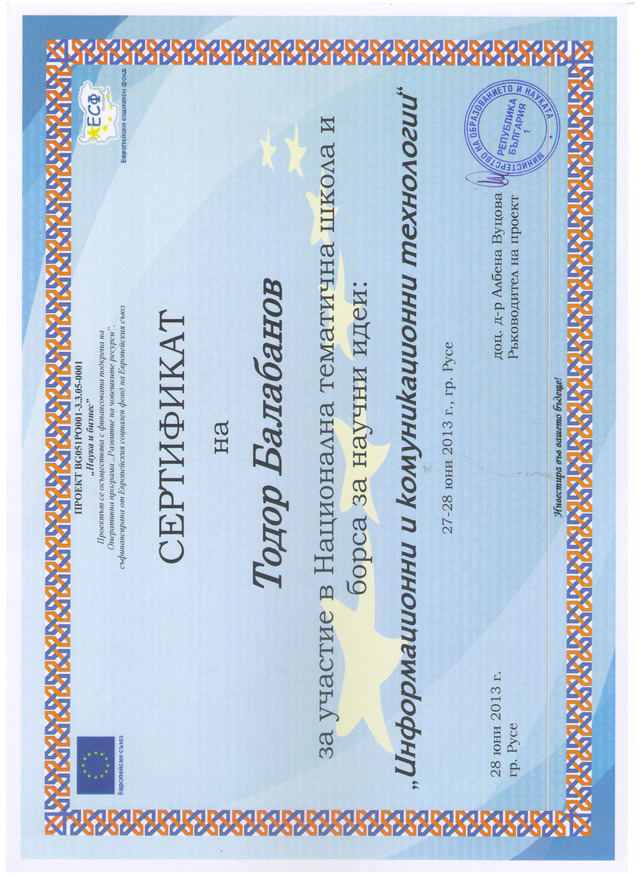 ПРОЕКТ BG051PO001-3.3.05-0001
„Наука и бизнес”
Проектът се осъществява с финансовата подкрепа на
Оперативна програма „Развитие на човешките ресурси”,
съфинансирана от Европейския социален фонд на Европейския съюз
Европейски съюз
ЕСФ
Европейски социален фонд
СЕРТИФИКАТ
на
Тодор Балабанов
за участие в Национална тематична школа и
борса за научни идеи:
„Информационни и комуникационни технологии“
27-28 юни 2013 г., гр. Русе
28 юни 2013 г.
гр. Русе
доц. д-р Албена Вуцова
Ръководител на проект
МИНИСТЕРСТВО НА ОБРАЗОВАНИЕТО И НАУКАТА
РЕПУБЛИКА
БЪЛГАРИЯ
1
Инвестира във вашето бъдеще!